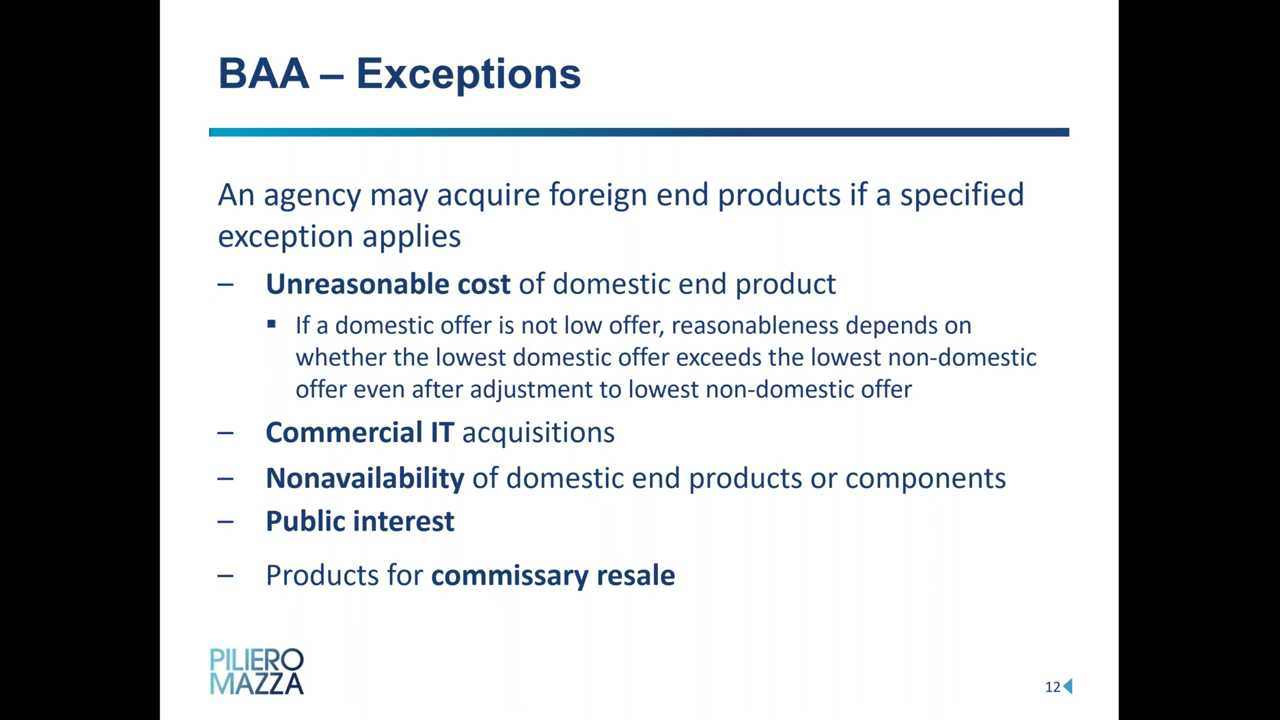 BAA – Exceptions
An agency may acquire foreign end products if a specified
exception applies
– Unreasonable cost of domestic end product
▪ If a domestic offer is not low offer, reasonableness depends on
whether the lowest domestic offer exceeds the lowest non-domestic
offer even after adjustment to lowest non-domestic offer
– Commercial IT acquisitions
– Nonavailability of domestic end products or components
– Public interest
– Products for commissary resale
PILIERO
MAZZA
12